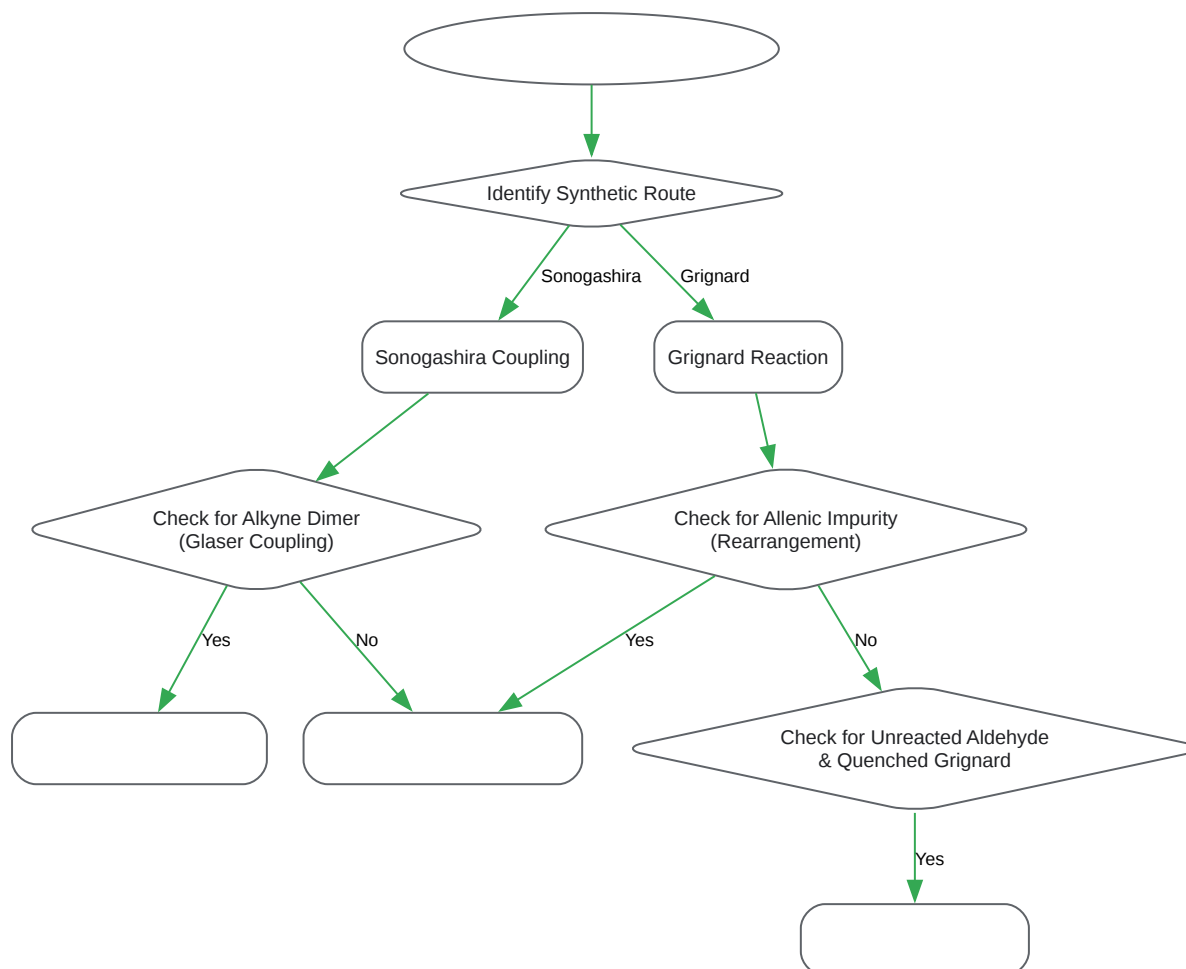 Identify Synthetic Route
Sonogashira
Grignard
Sonogashira Coupling
Grignard Reaction
Check for Alkyne Dimer
(Glaser Coupling)
Check for Allenic Impurity
(Rearrangement)
Yes
No
Yes
No
Check for Unreacted Aldehyde
& Quenched Grignard
Yes